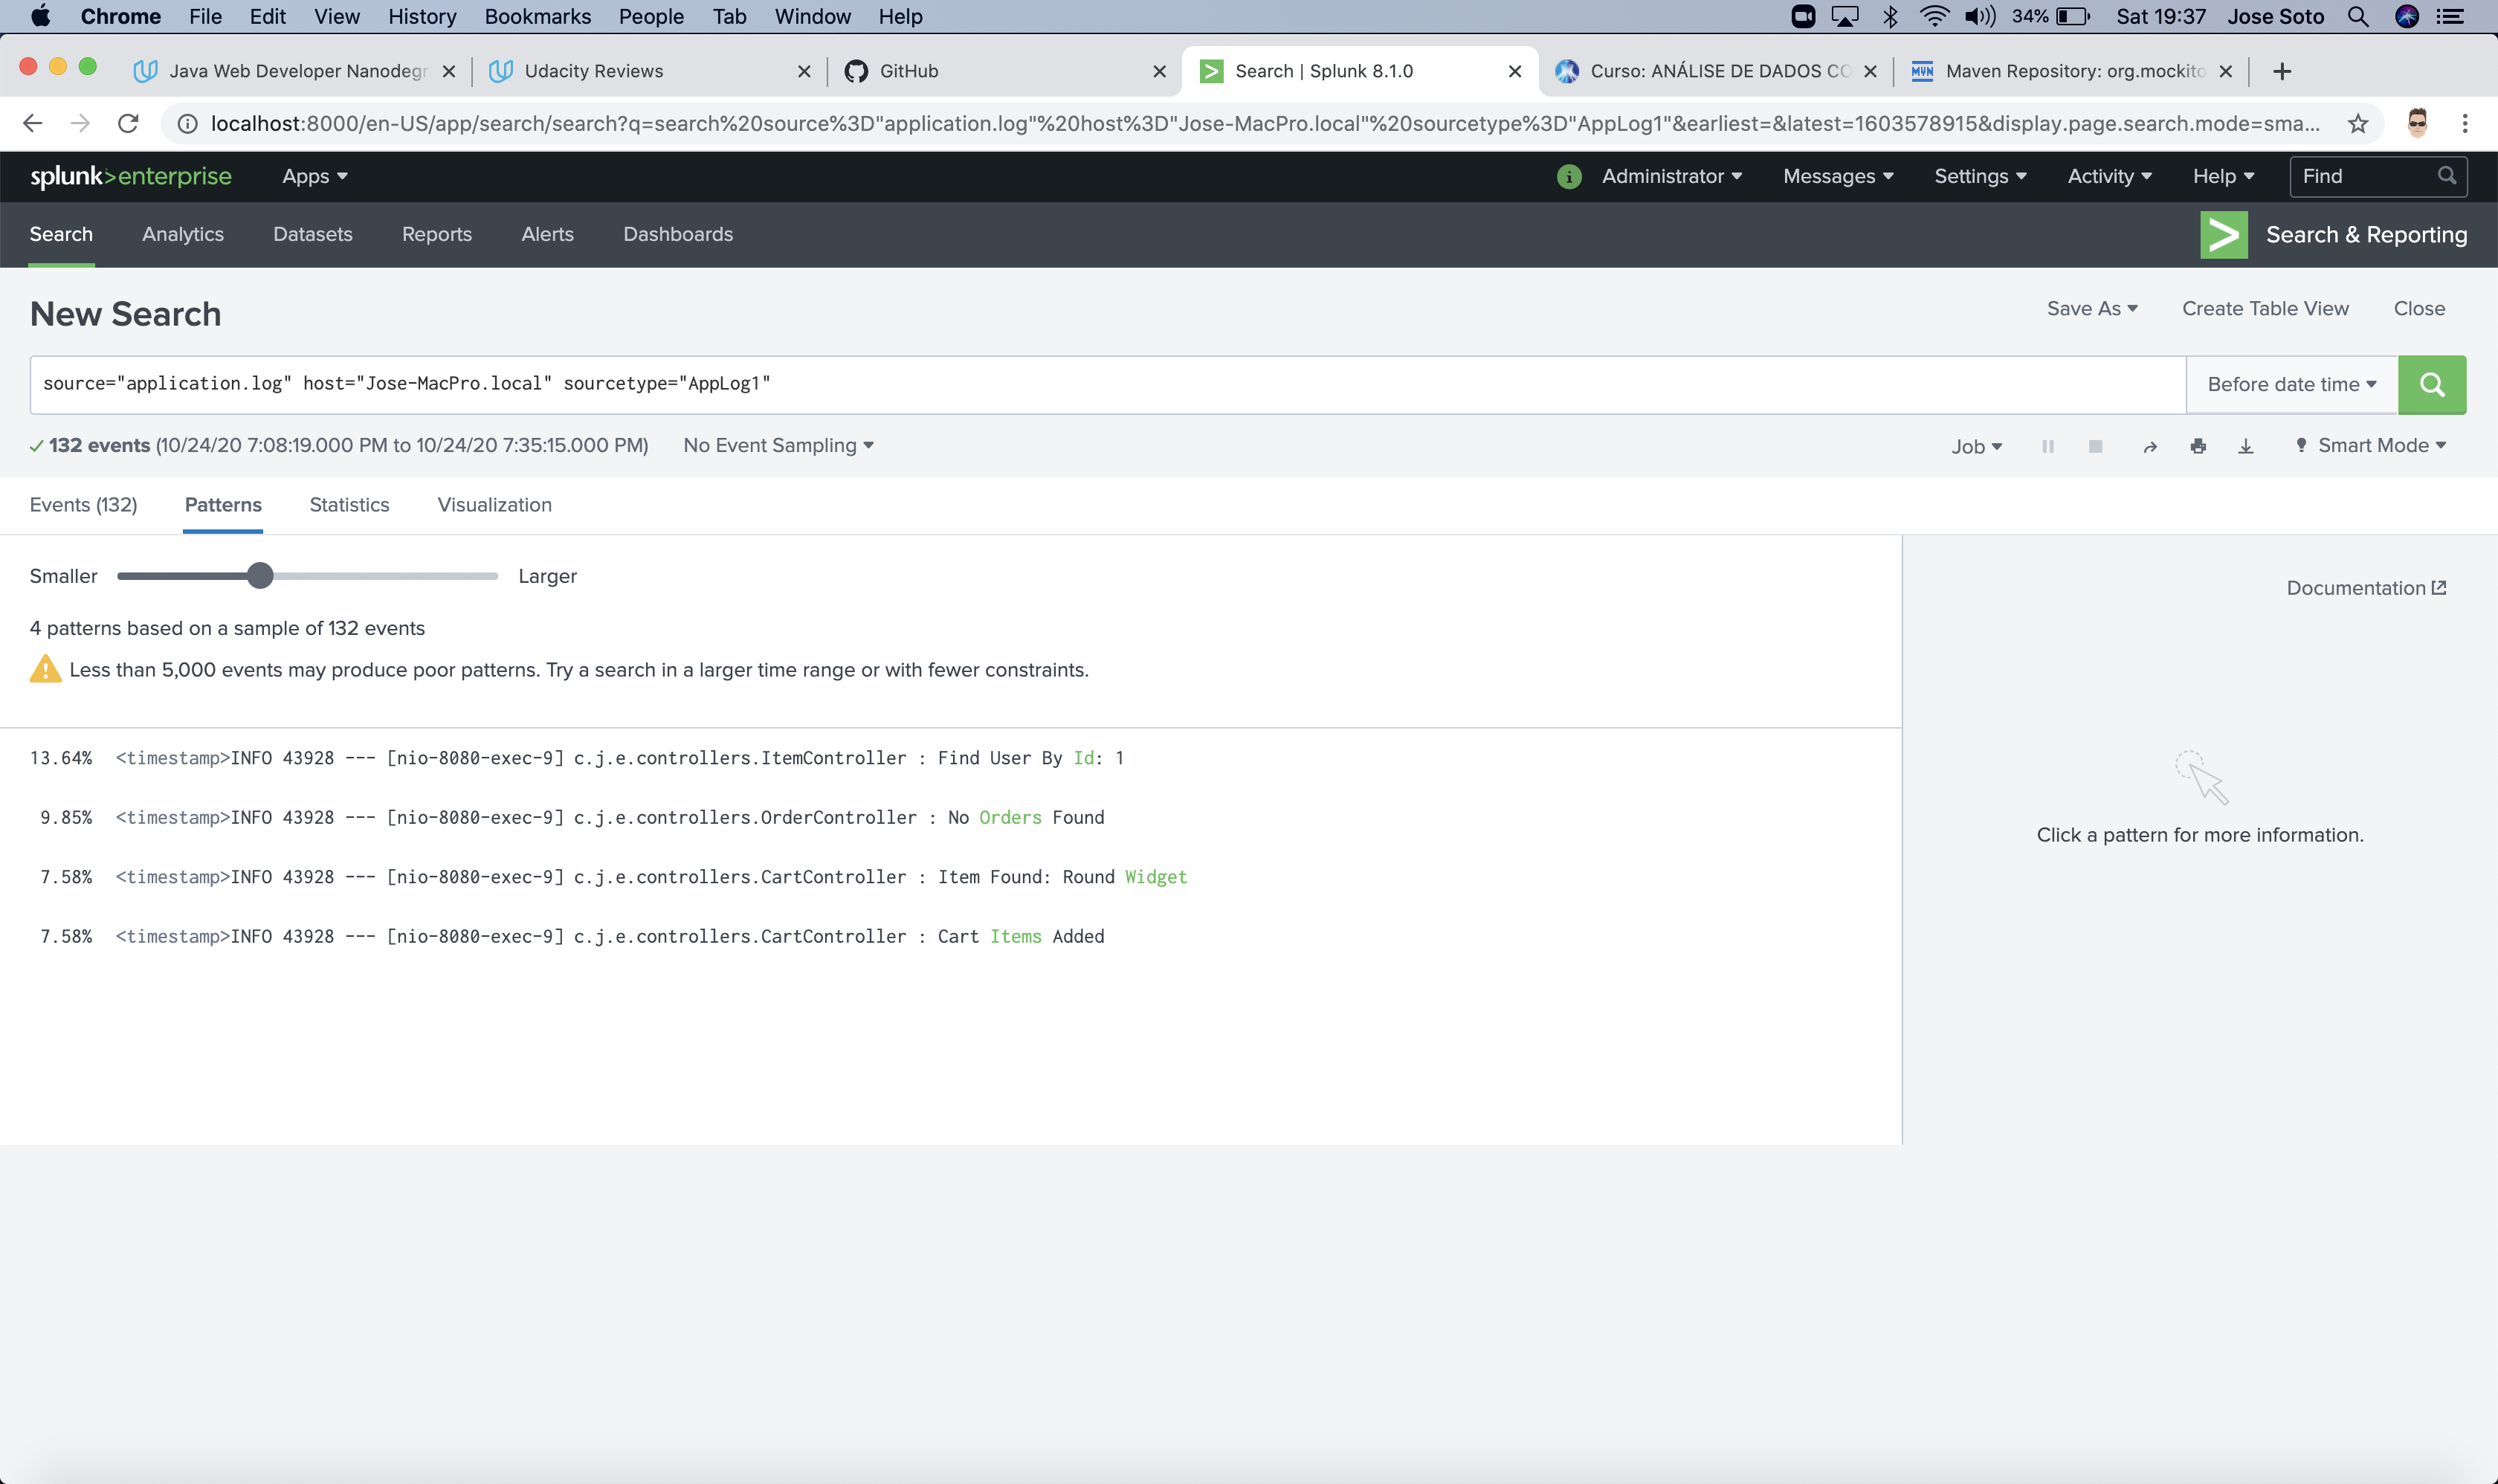 Chrome File Edit View History Bookmarks People Tab Window Help 34% Sat 19:37 Jose Soto
Java Web Developer Nanodegr Udacity Reviews GitHub Search | Splunk 8.1.0 Curso: ANÁLISE DE DADOS CO Maven Repository: org.mockito
localhost:8000/en-US/app/search/search?q=search%20source%3D"application.log"%20host%3D"Jose-MacPro.local"%20sourcetype%3D"AppLog1"&earliest=&latest=1603578915&display.page.search.mode=sma...
splunk>enterprise Apps Administrator Messages Settings Activity Help Find
Search Analytics Datasets Reports Alerts Dashboards Search & Reporting
New Search Save As Create Table View Close
source="application.log" host="Jose-MacPro.local" sourcetype="AppLog1" Before date time
132 events (10/24/20 7:08:19.000 PM to 10/24/20 7:35:15.000 PM) No Event Sampling Job Smart Mode
Events (132) Patterns Statistics Visualization
Smaller Larger
Documentation
4 patterns based on a sample of 132 events
Less than 5,000 events may produce poor patterns. Try a search in a larger time range or with fewer constraints.
13.64% <timestamp>INFO 43928 --- [nio-8080-exec-9] c.j.e.controllers.ItemController : Find User By Id: 1
9.85% <timestamp>INFO 43928 --- [nio-8080-exec-9] c.j.e.controllers.OrderController : No Orders Found
Click a pattern for more information.
7.58% <timestamp>INFO 43928 --- [nio-8080-exec-9] c.j.e.controllers.CartController : Item Found: Round Widget
7.58% <timestamp>INFO 43928 --- [nio-8080-exec-9] c.j.e.controllers.CartController : Cart Items Added